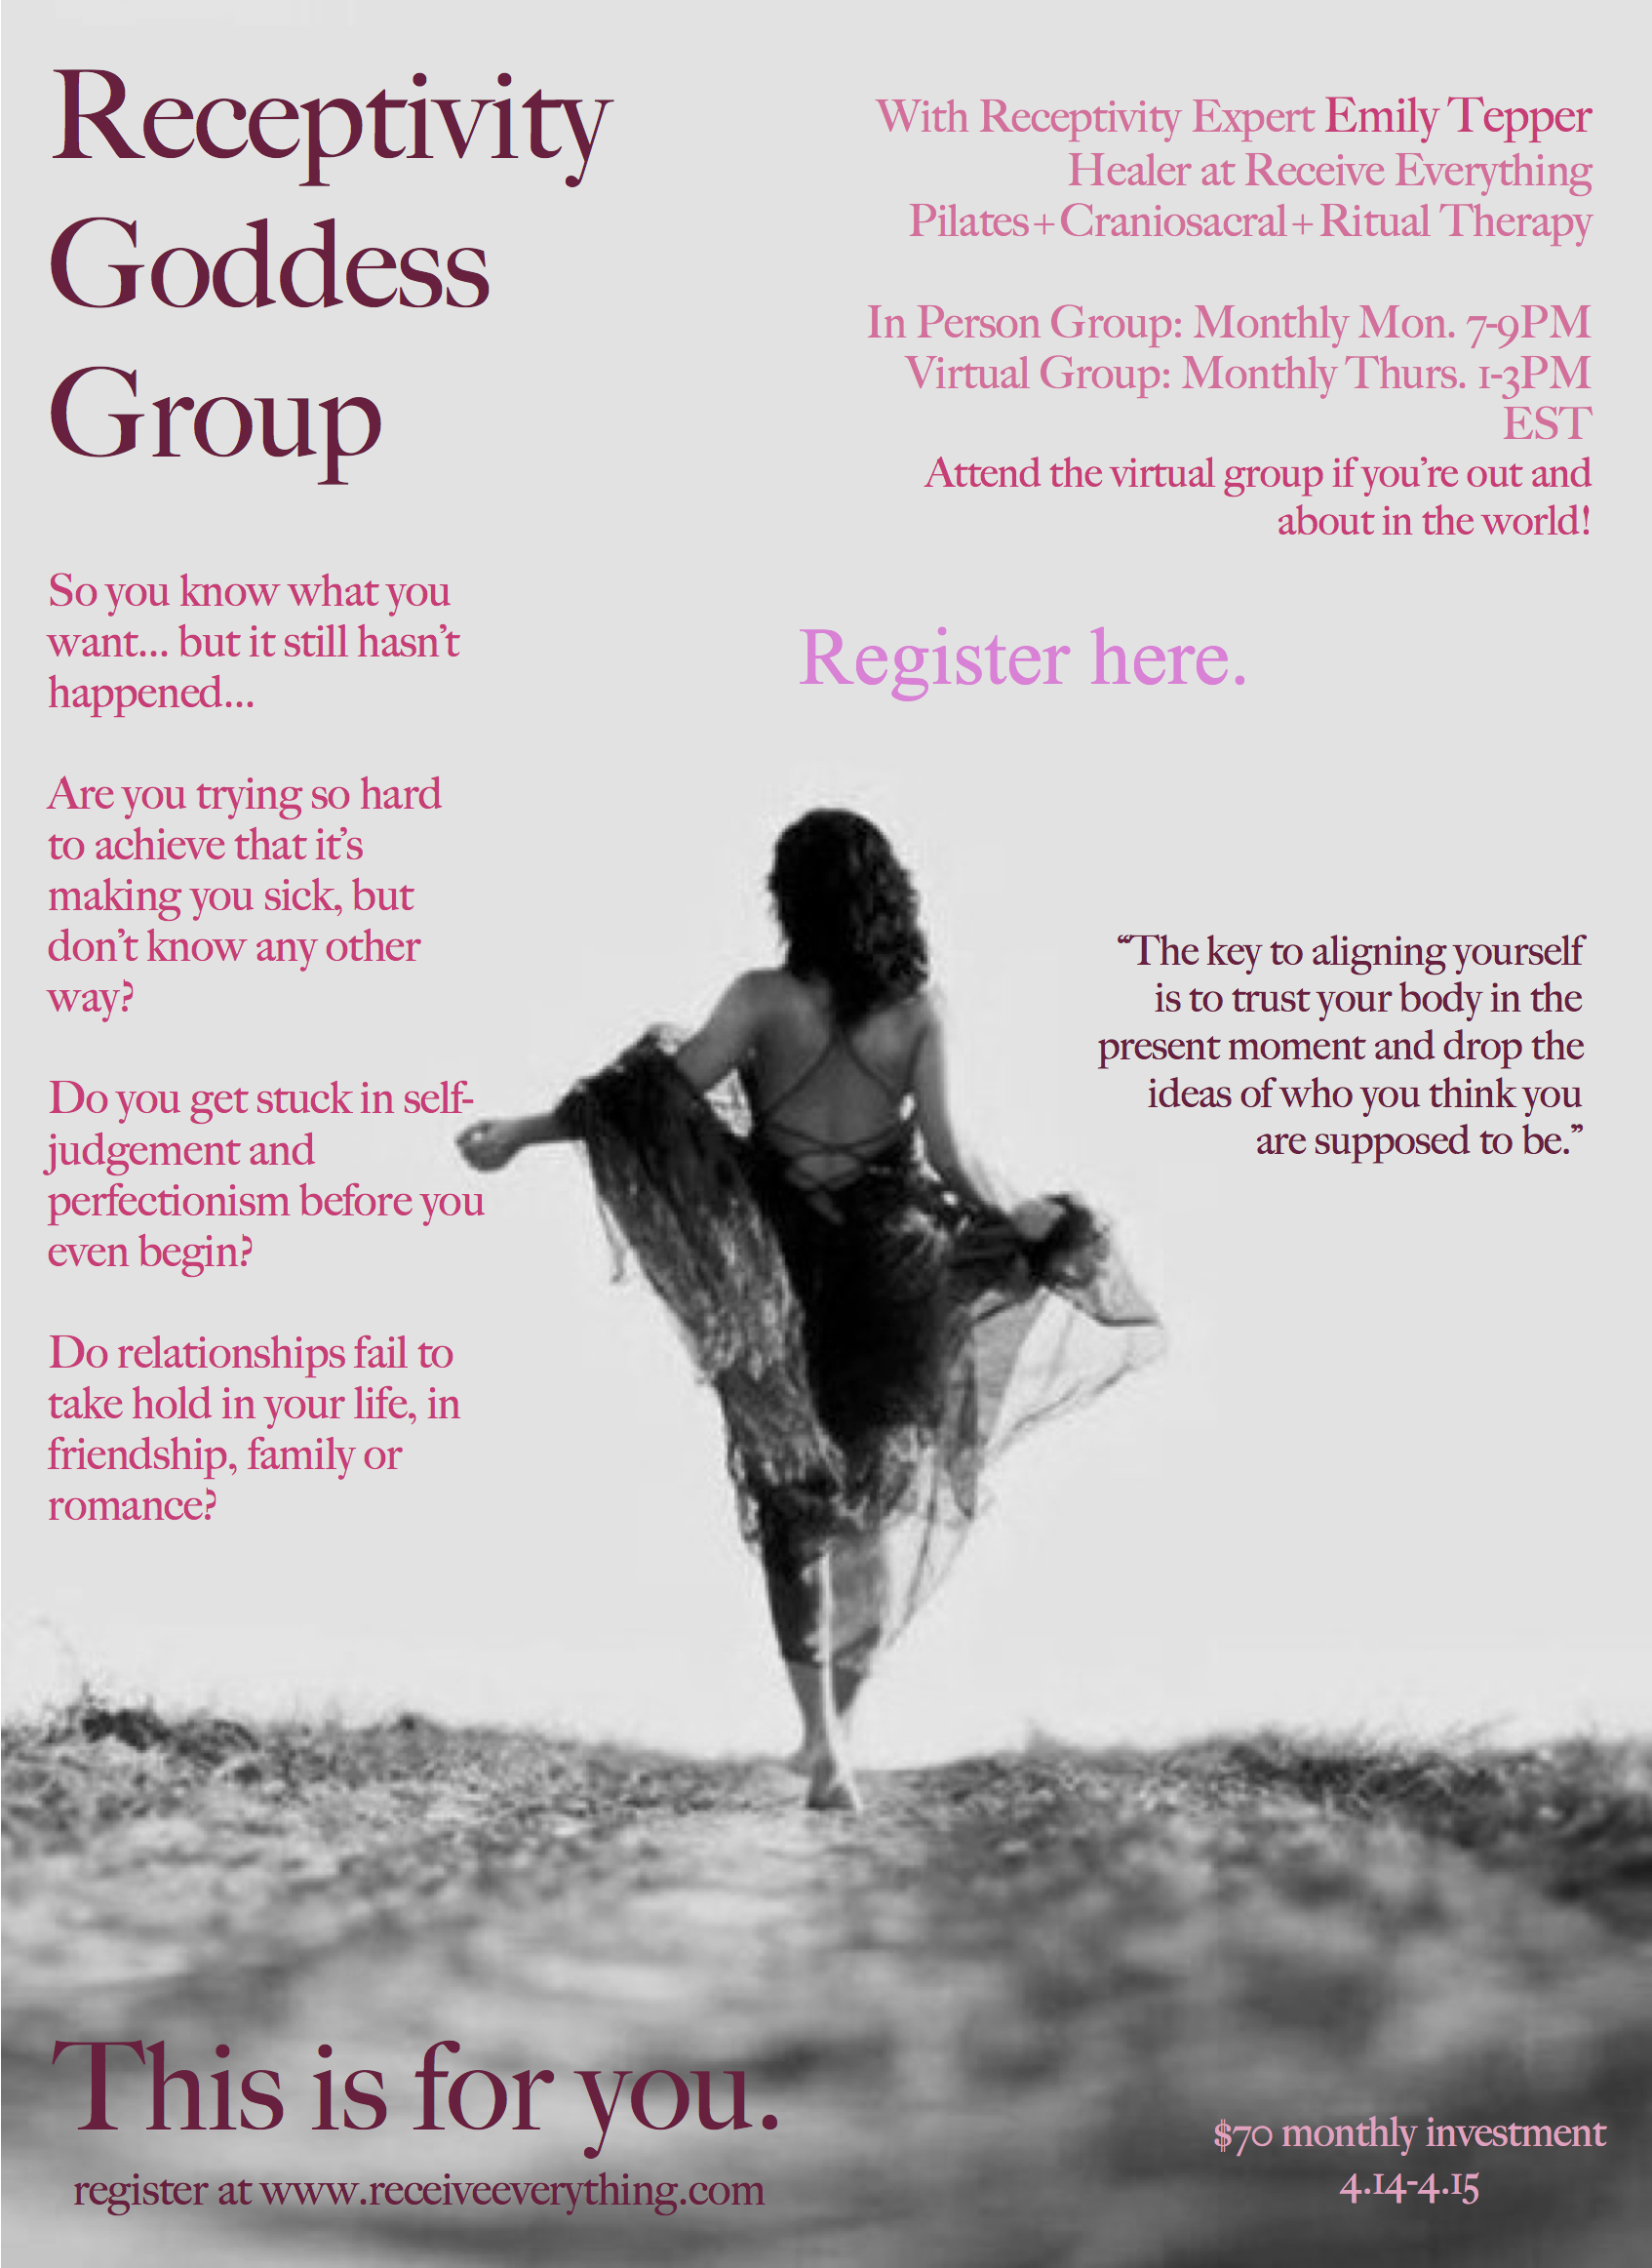 Receptivity
Goddess
Group
With Receptivity Expert Emily Tepper
Healer at Receive Everything
Pilates+Craniosacral+Ritual Therapy
In Person Group: Monthly Mon. 7-9PM
Virtual Group: Monthly Thurs. 1-3PM
EST
Attend the virtual group if you’re out and
about in the world!
Register here.
So you know what you
want... but it still hasn’t
happened...
Are you trying so hard
to achieve that it’s
making you sick, but
don’t know any other
way?
Do you get stuck in self-
judgement and
perfectionism before you
even begin?
Do relationships fail to
take hold in your life, in
friendship, family or
romance?
“The key to aligning yourself
is to trust your body in the
present moment and drop the
ideas of who you think you
are supposed to be.”
This is for you.
register at www.receiveeverything.com
$70 monthly investment
4.14-4.15